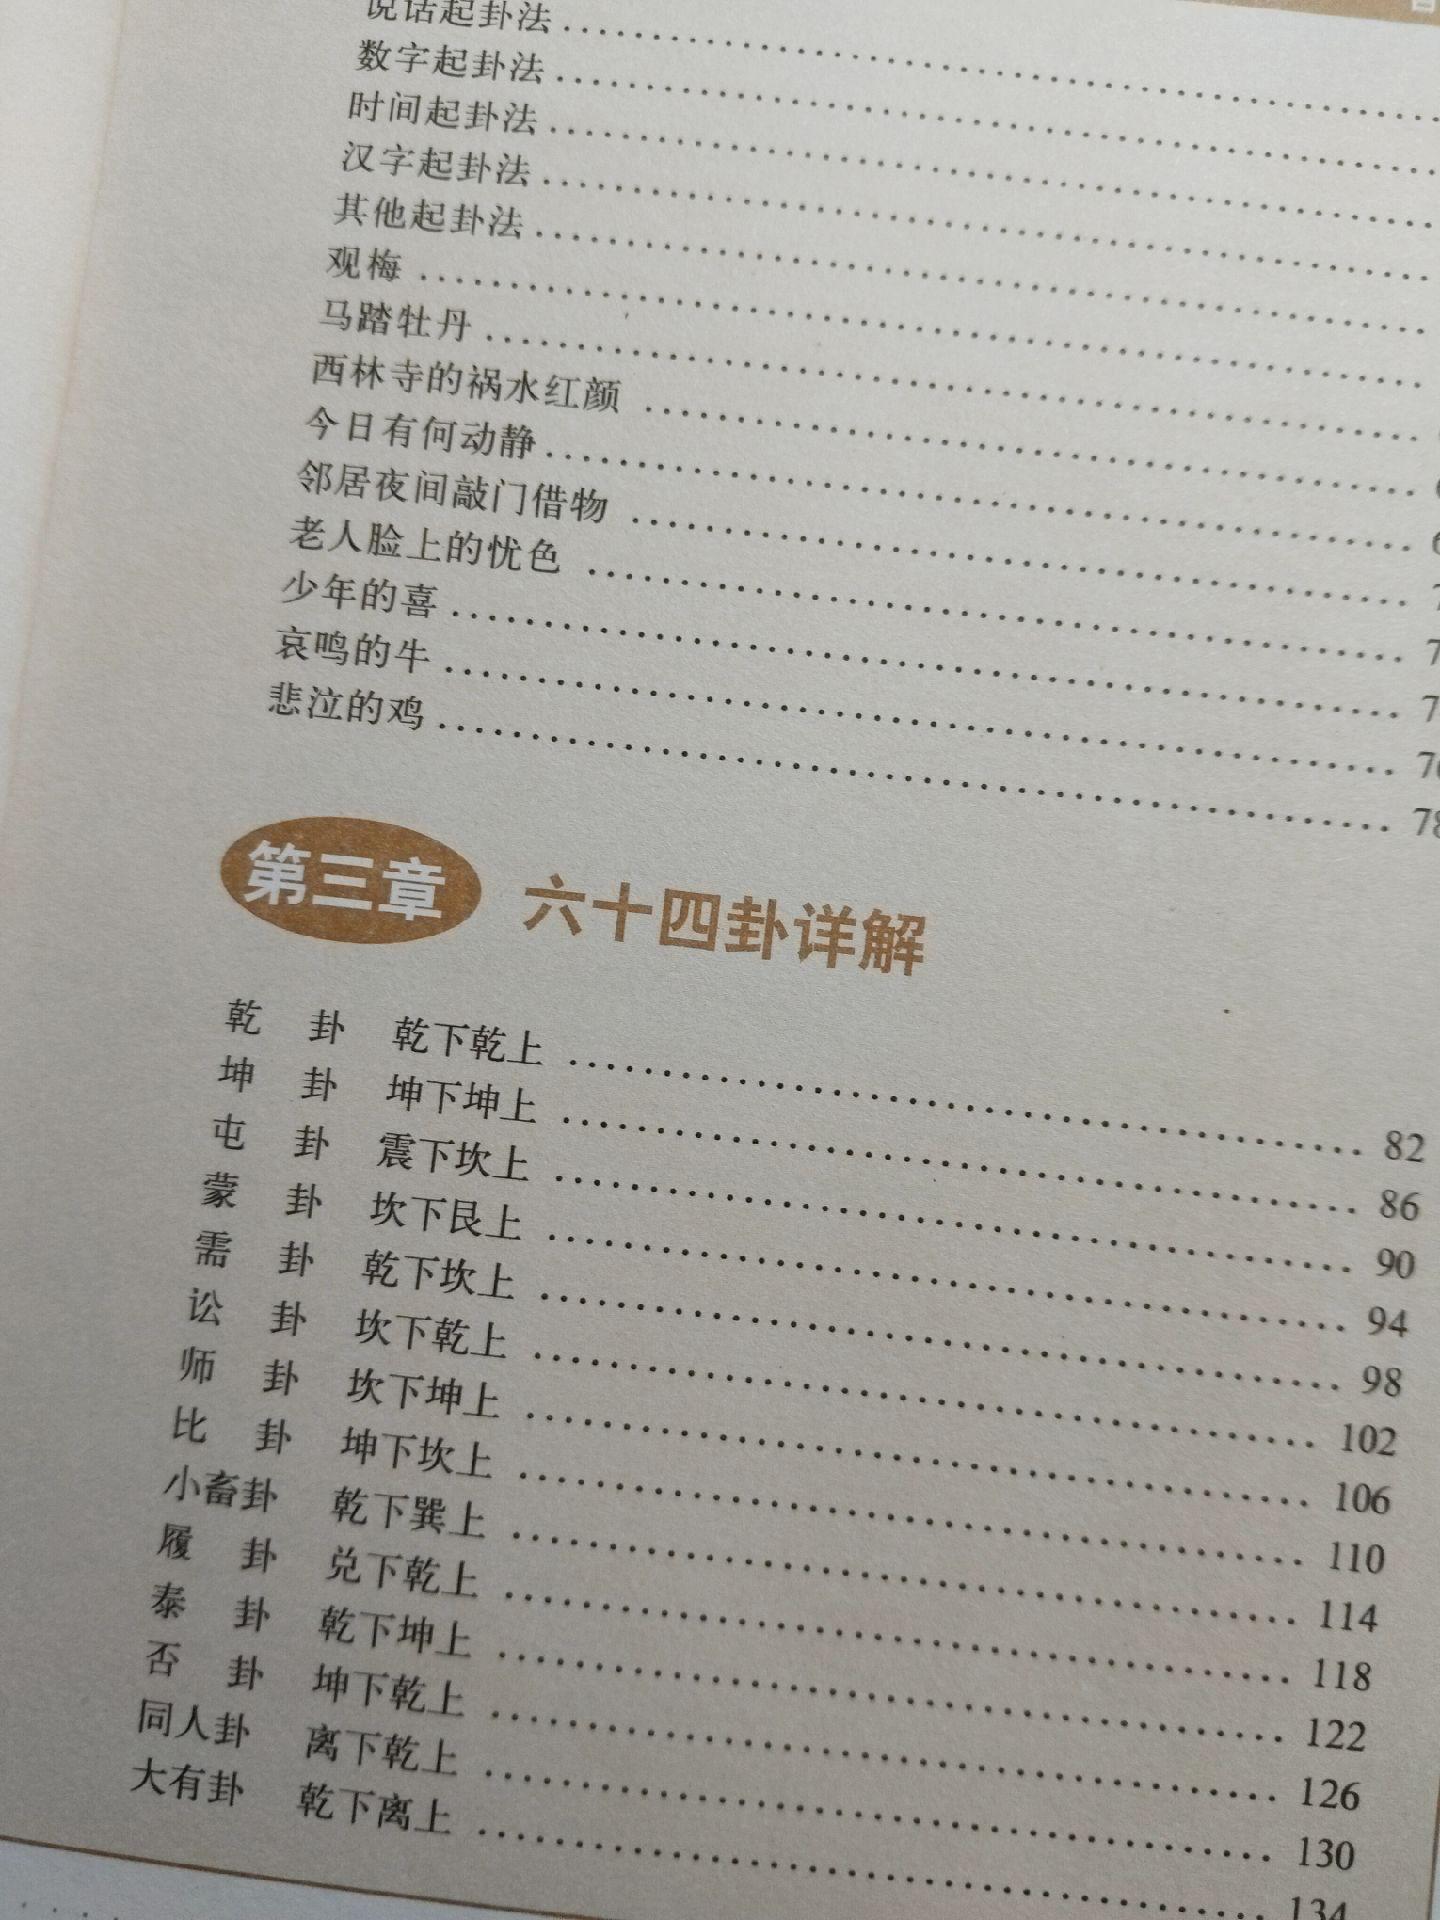 说话起卦法
数字起卦法
时间起卦法
汉字起卦法
其他起卦法
观梅
马踏牡丹
西林寺的祸水红颜
今日有何动静
邻居夜间敲门借物
老人脸上的忧色
少年的喜
哀鸣的牛
悲泣的鸡 78
第三章 六十四卦详解
乾 卦 乾下乾上 82
坤 卦 坤下坤上 86
屯 卦 震下坎上 90
蒙 卦 坎下艮上 94
需 卦 乾下坎上 98
讼 卦 坎下乾上 102
师 卦 坎下坤上 106
比 卦 坤下坎上 110
小畜卦 乾下巽上 114
履 卦 兑下乾上 118
泰 卦 乾下坤上 122
否 卦 坤下乾上 126
同人卦 离下乾上 130
大有卦 乾下离上 134